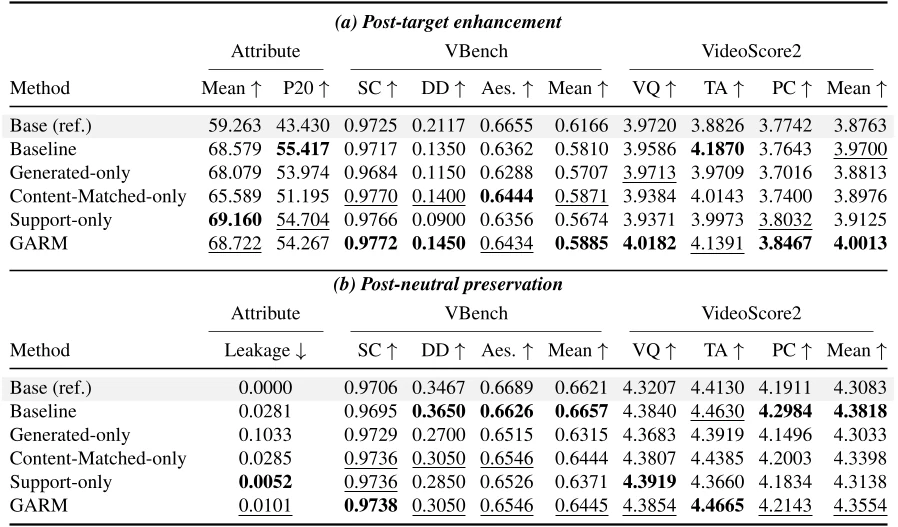 (a) Post-target enhancement
Attribute VBench VideoScore2
Method Mean ↑ P20 ↑ SC ↑ DD ↑ Aes. ↑ Mean ↑ VQ ↑ TA ↑ PC ↑ Mean ↑
Base (ref.) 59.263 43.430 0.9725 0.2117 0.6655 0.6166 3.9720 3.8826 3.7742 3.8763
Baseline 68.579 55.417 0.9717 0.1350 0.6362 0.5810 3.9586 4.1870 3.7643 3.9700
Generated-only 68.079 53.974 0.9684 0.1150 0.6288 0.5707 3.9713 3.9709 3.7016 3.8813
Content-Matched-only 65.589 51.195 0.9770 0.1400 0.6444 0.5871 3.9384 4.0143 3.7400 3.8976
Support-only 69.160 54.704 0.9766 0.0900 0.6356 0.5674 3.9371 3.9973 3.8032 3.9125
GARM 68.722 54.267 0.9772 0.1450 0.6434 0.5885 4.0182 4.1391 3.8467 4.0013
(b) Post-neutral preservation
Attribute VBench VideoScore2
Method Leakage ↓ SC ↑ DD ↑ Aes. ↑ Mean ↑ VQ ↑ TA ↑ PC ↑ Mean ↑
Base (ref.) 0.0000 0.9706 0.3467 0.6689 0.6621 4.3207 4.4130 4.1911 4.3083
Baseline 0.0281 0.9695 0.3650 0.6626 0.6657 4.3840 4.4630 4.2984 4.3818
Generated-only 0.1033 0.9729 0.2700 0.6515 0.6315 4.3683 4.3919 4.1496 4.3033
Content-Matched-only 0.0285 0.9736 0.3050 0.6546 0.6444 4.3807 4.4385 4.2003 4.3398
Support-only 0.0052 0.9736 0.2850 0.6526 0.6371 4.3919 4.3660 4.1834 4.3138
GARM 0.0101 0.9738 0.3050 0.6546 0.6445 4.3854 4.4665 4.2143 4.3554